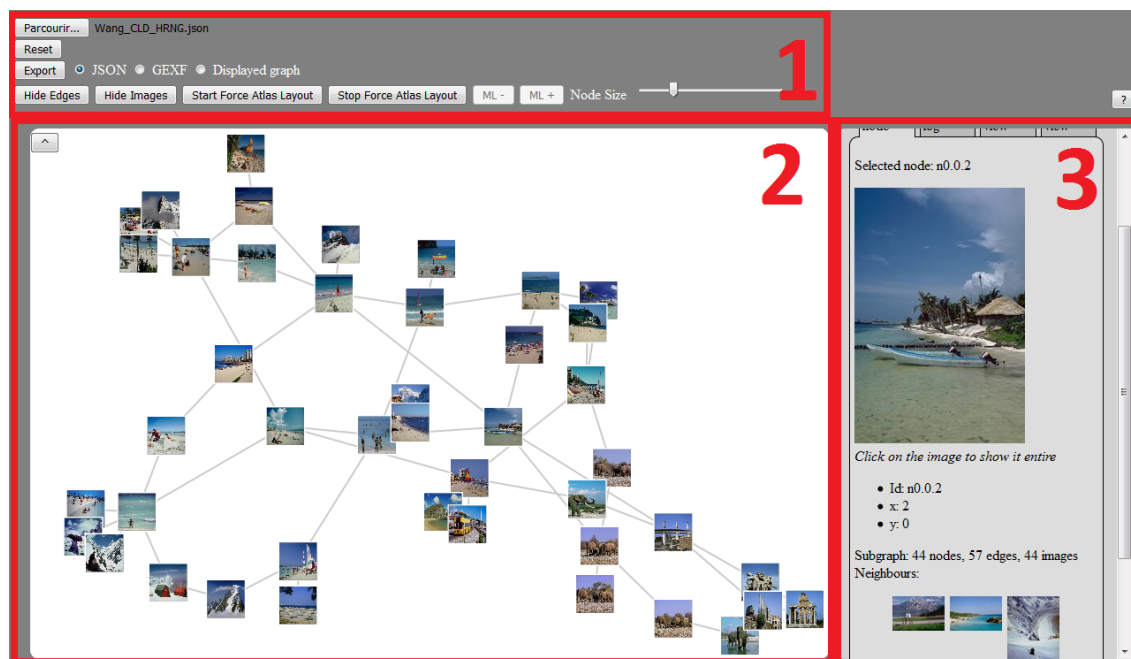 Parcourir... Wang_CLD_HRNG.json
Reset
Export JSON GEXF Displayed graph
Hide Edges Hide Images Start Force Atlas Layout Stop Force Atlas Layout ML - ML + Node Size
1
?
^
2
3
Selected node: n0.0.2
Click on the image to show it entire
Id: n0.0.2
x: 2
y: 0
Subgraph: 44 nodes, 57 edges, 44 images
Neighbours: